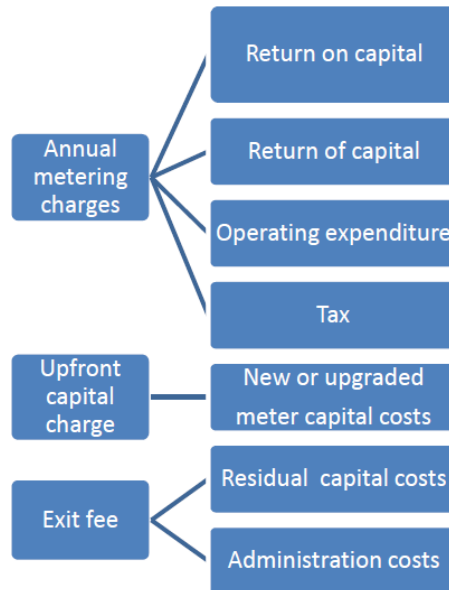 Return on capital
Annual
metering
charges
Return of capital
Operating expenditure
Tax
Upfront
capital
charge
New or upgraded
meter capital costs
Exit fee
Residual capital costs
Administration costs